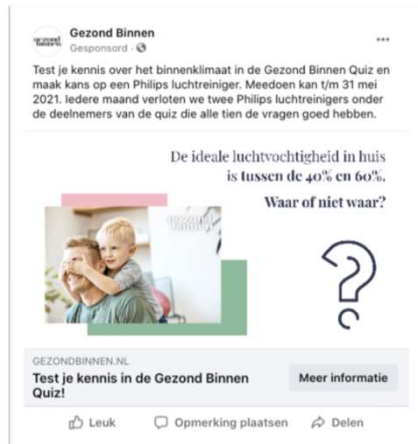 gezond
binnen
Gezond Binnen
Gesponsord ·
Test je kennis over het binnenklimaat in de Gezond Binnen Quiz en
maak kans op een Philips luchtreiniger. Meedoen kan t/m 31 mei
2021. Iedere maand verloten we twee Philips luchtreinigers onder
de deelnemers van de quiz die alle tien de vragen goed hebben.
De ideale luchtvochtigheid in huis
is tussen de 40% en 60%.
Waar of niet waar?
gezond
?
GEZONDBINNEN.NL
Test je kennis in de Gezond Binnen
Quiz!
Meer informatie
Leuk
Opmerking plaatsen
Delen